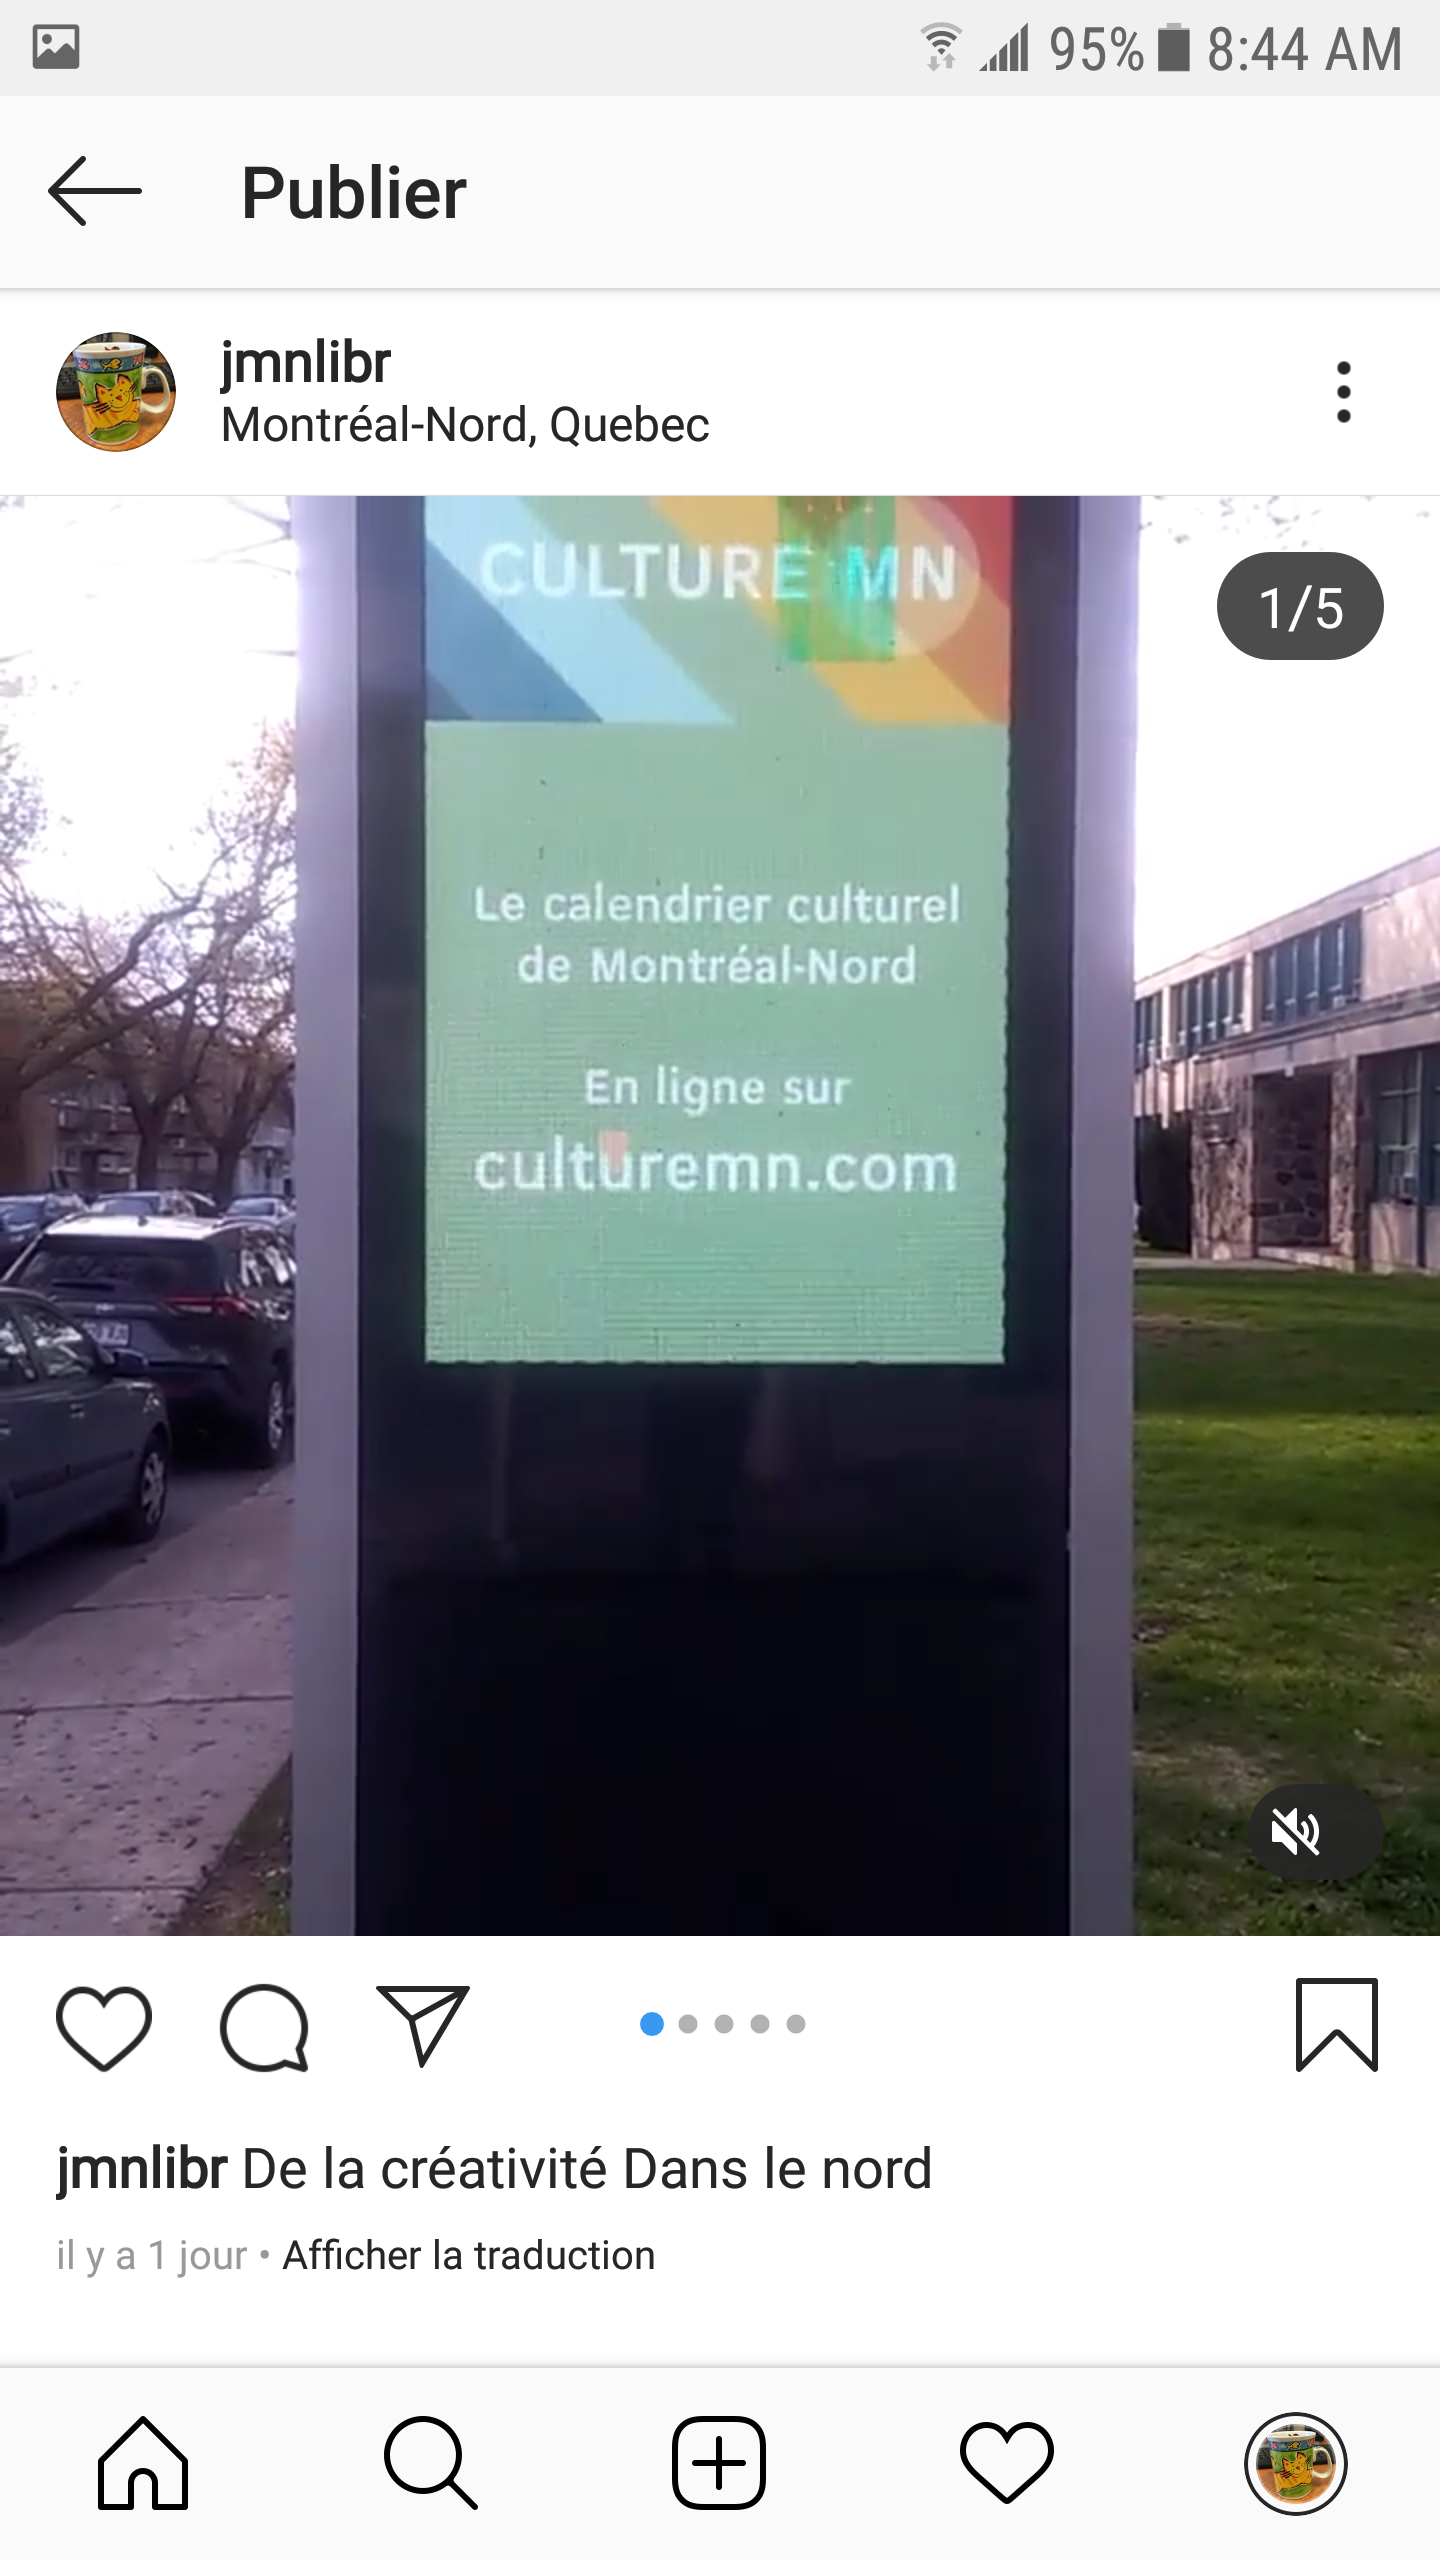 95% 8:44 AM
Publier
jmnlibr
Montréal-Nord, Quebec
1/5
CULTURE MN
Le calendrier culturel
de Montréal-Nord
En ligne sur
culturemn.com
jmnlibr De la créativité Dans le nord
il y a 1 jour • Afficher la traduction